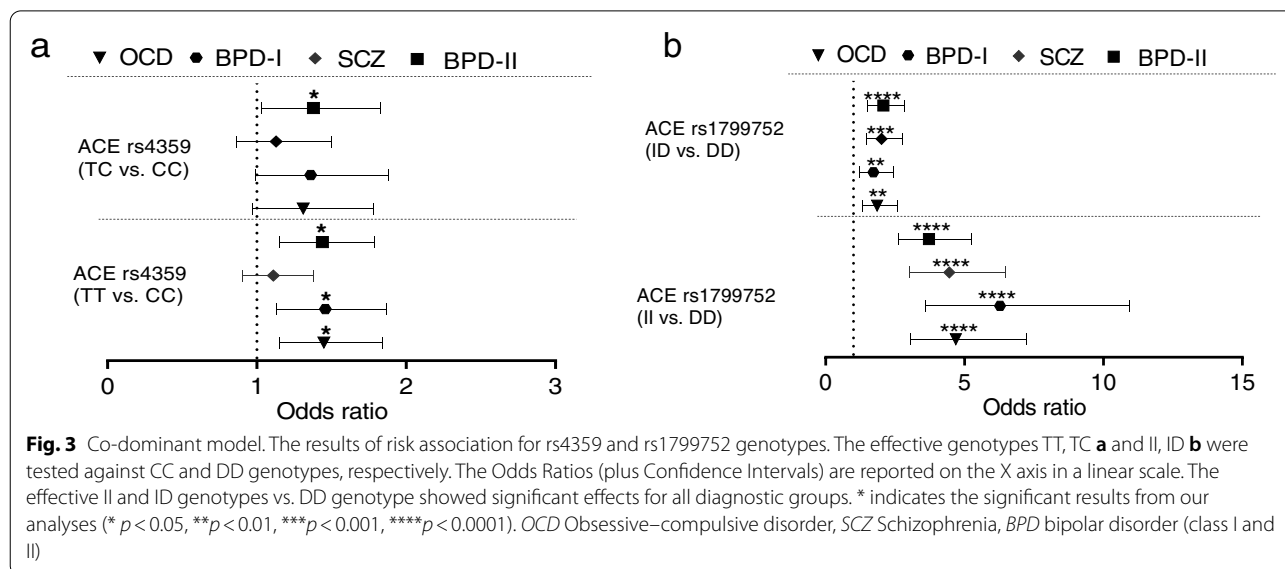 a
OCD BPD-I SCZ BPD-II
*
ACE rs4359
(TC vs. CC)
*
ACE rs4359
(TT vs. CC)
*
*
0 1 2 3
Odds ratio
b
OCD BPD-I SCZ BPD-II
****
ACE rs1799752
(ID vs. DD)
***
**
**
****
****
ACE rs1799752
(II vs. DD)
****
****
0 5 10 15
Odds ratio
Fig. 3 Co-dominant model. The results of risk association for rs4359 and rs1799752 genotypes. The effective genotypes TT, TC a and II, ID b were
tested against CC and DD genotypes, respectively. The Odds Ratios (plus Confidence Intervals) are reported on the X axis in a linear scale. The
effective II and ID genotypes vs. DD genotype showed significant effects for all diagnostic groups. * indicates the significant results from our
analyses (* p < 0.05, **p < 0.01, ***p < 0.001, ****p < 0.0001). OCD Obsessive–compulsive disorder, SCZ Schizophrenia, BPD bipolar disorder (class I and
II)